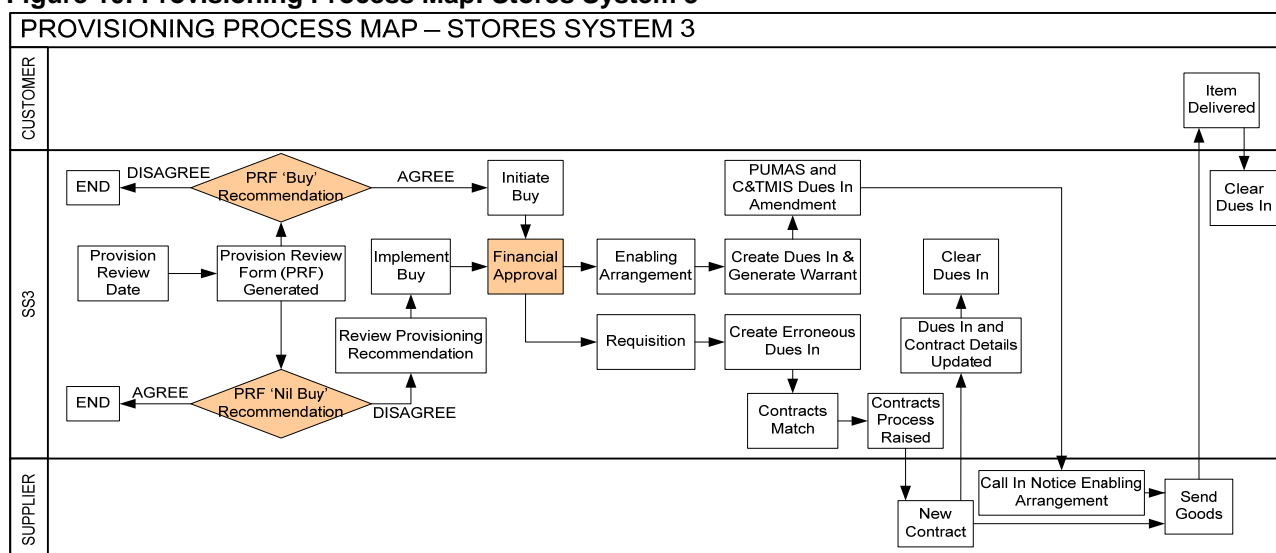 Figure 10: Provisioning Process Map: Stores System 3
PROVISIONING PROCESS MAP – STORES SYSTEM 3
CUSTOMER
Item
Delivered
SS3
END
DISAGREE
PRF ‘Buy’
Recommendation
AGREE
Initiate
Buy
PUMAS and
C&TMIS Dues In
Amendment
Clear
Dues In
Provision
Review
Date
Provision Review
Form (PRF)
Generated
Implement
Buy
Financial
Approval
Enabling
Arrangement
Create Dues In &
Generate Warrant
Clear
Dues In
Review Provisioning
Recommendation
Requisition
Create Erroneous
Dues In
Dues In and
Contract Details
Updated
END
AGREE
PRF ‘Nil Buy’
Recommendation
DISAGREE
Contracts
Match
Contracts
Process
Raised
SUPPLIER
New
Contract
Call In Notice Enabling
Arrangement
Send
Goods